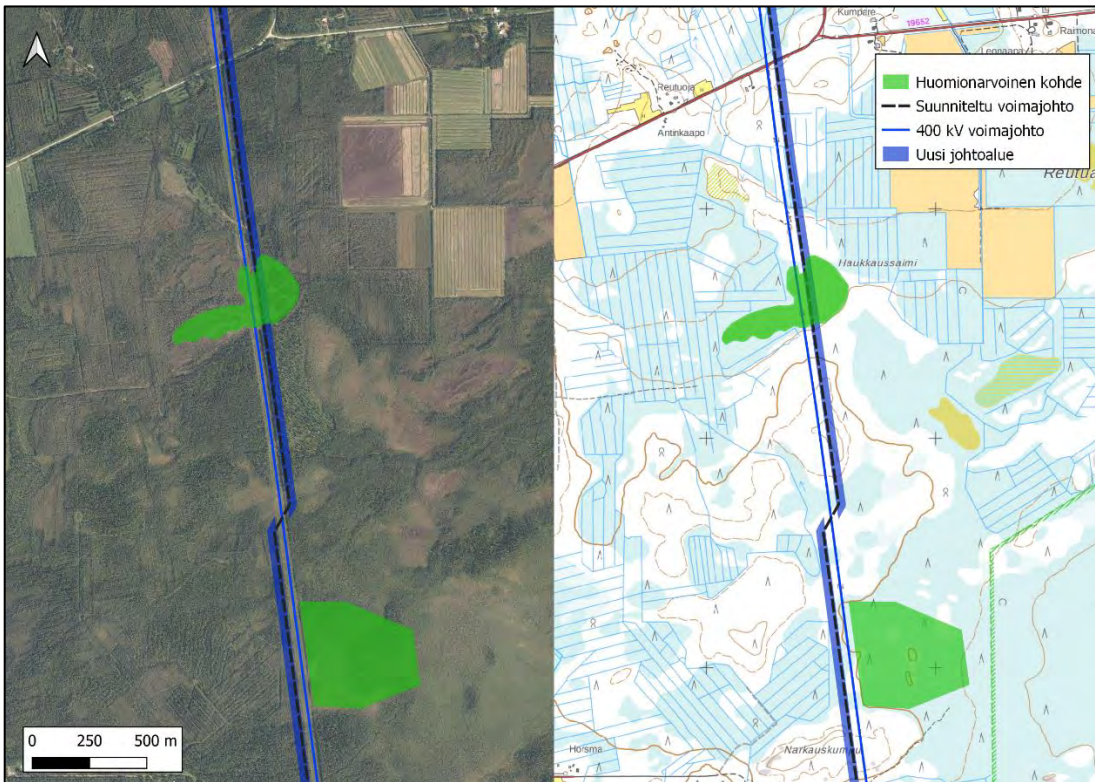 0 250 500 m
Kumpare
19652
Raimona
Lennaapa
Reutuoja
Antinkaapo
Huomionarvoinen kohde
Suunniteltu voimajohto
400 kV voimajohto
Uusi johtoalue
Reutua
Haukkaussaimi
Horsma
Narkauskumpu